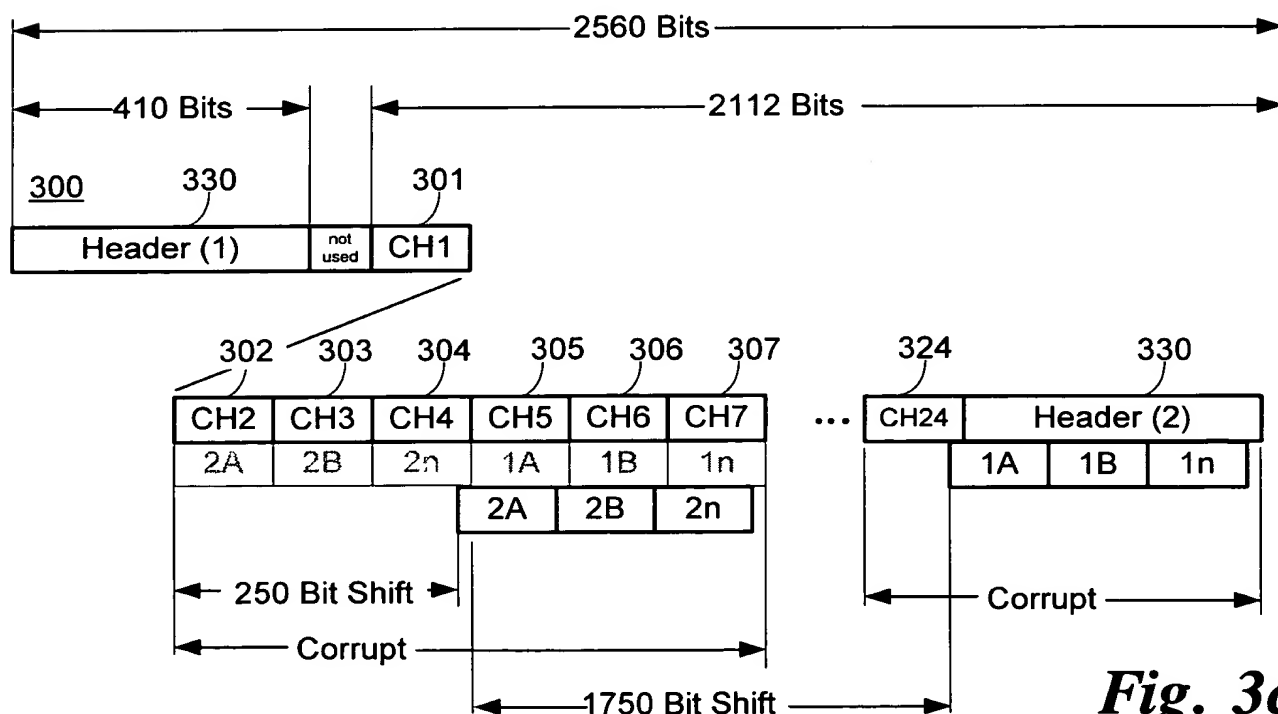 2560 Bits
410 Bits 2112 Bits
300 330 301
Header (1) not used CH1
302 303 304 305 306 307 324 330
CH2 CH3 CH4 CH5 CH6 CH7 ... CH24 Header (2)
2A 2B 2n 1A 1B 1n 1A 1B 1n
2A 2B 2n
250 Bit Shift Corrupt
Corrupt
1750 Bit Shift Fig. 3